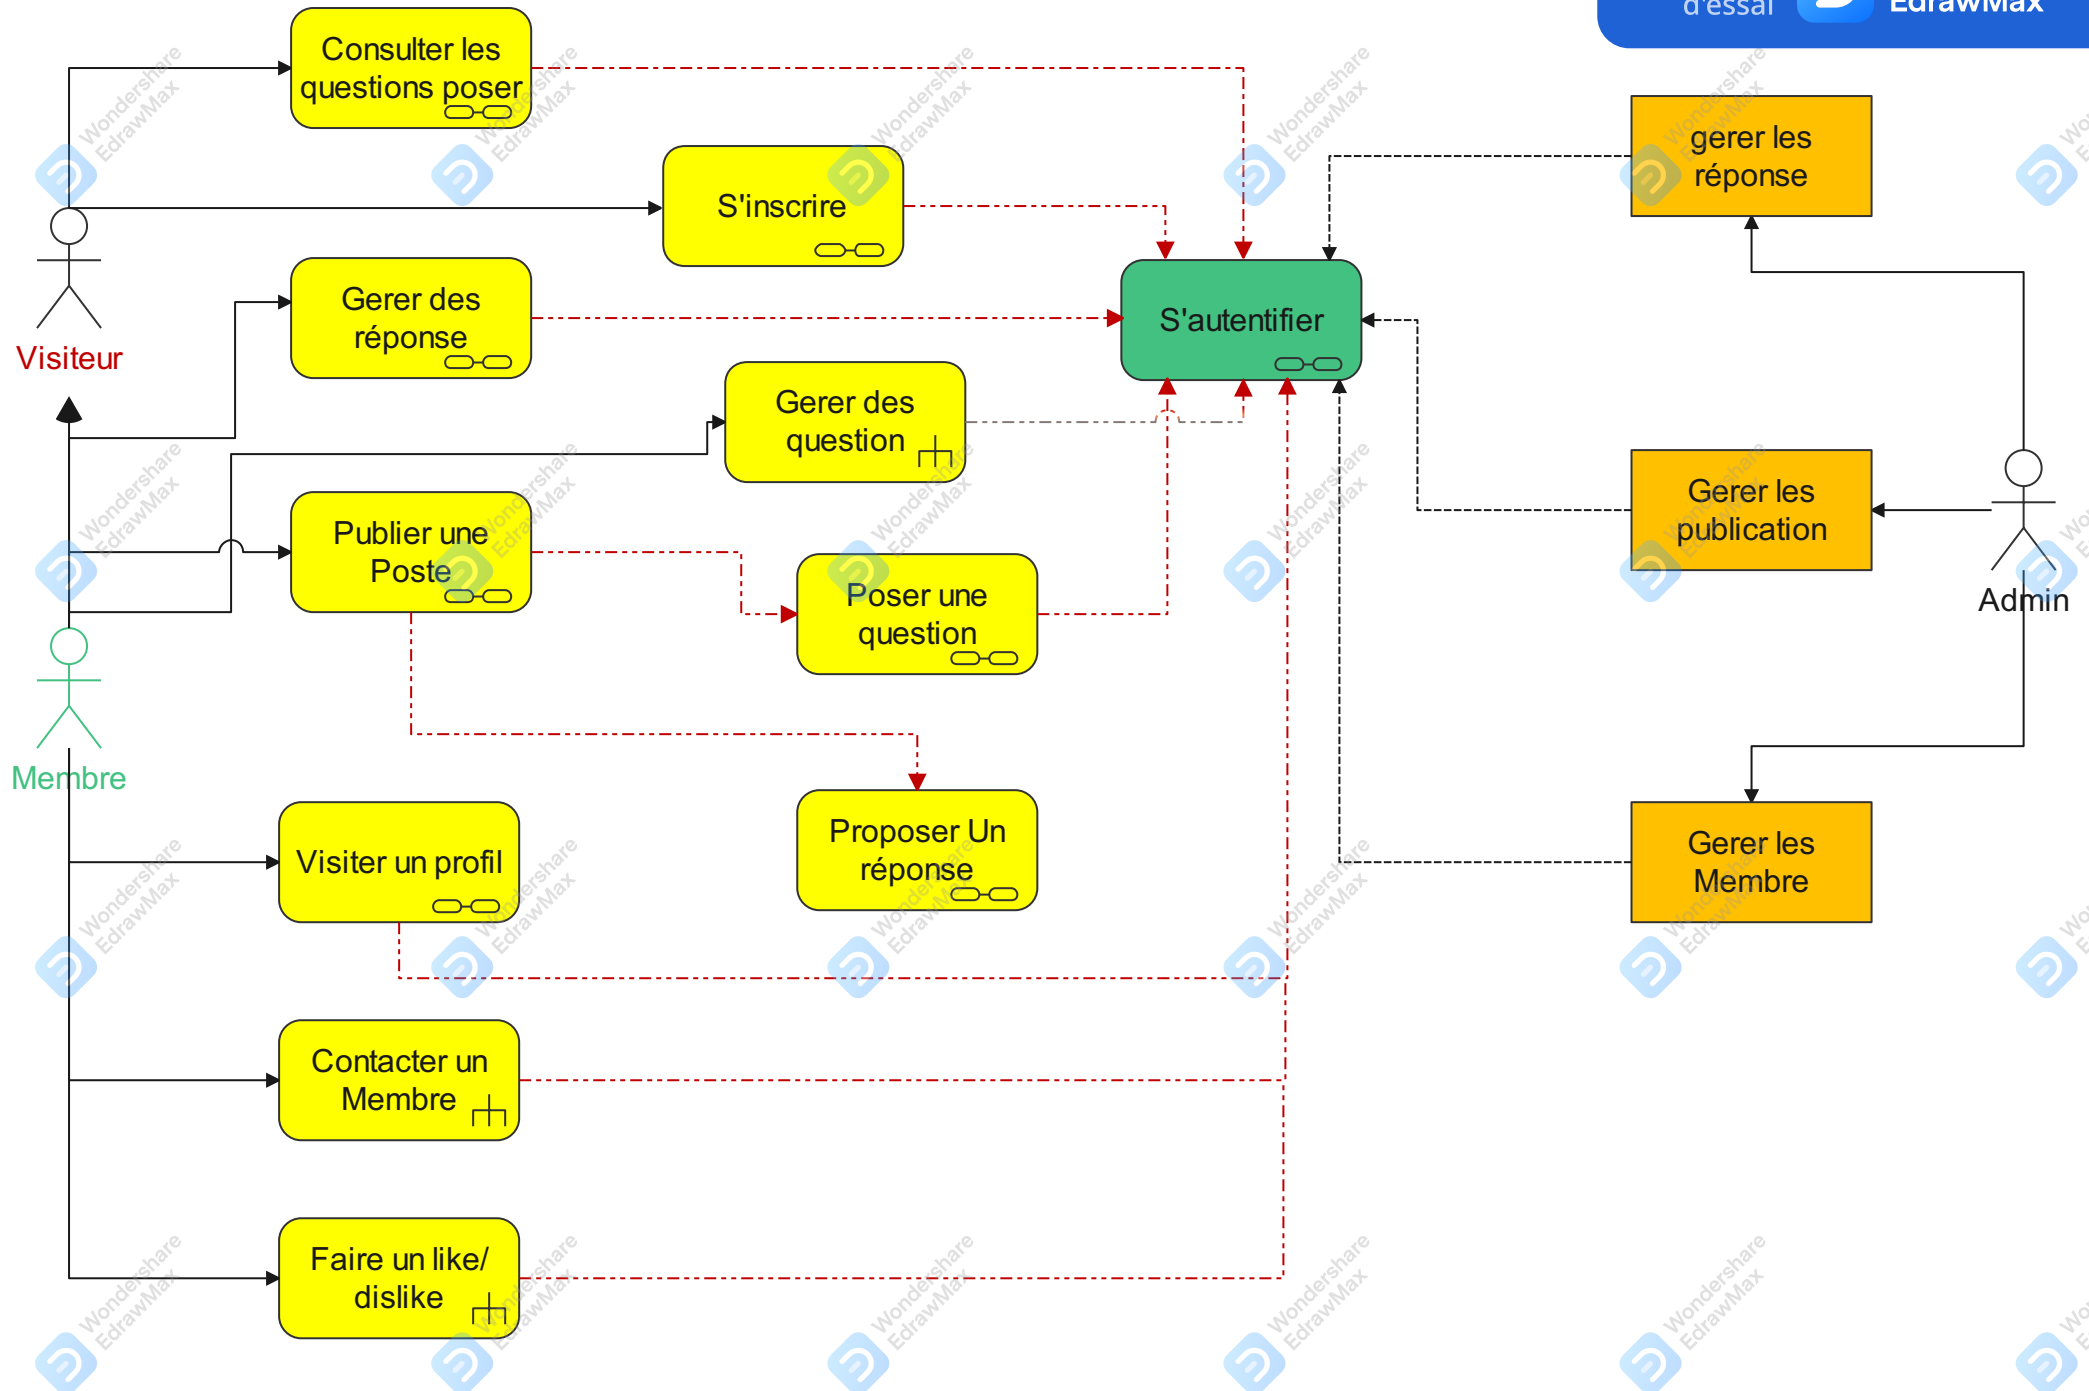 d'essai EdrawMax
Consulter les
questions poser
gerer les
réponse
S'inscrire
Gerer des
réponse
S'autentifier
Visiteur
Gerer des
question
Publier une
Poste
Gerer les
publication
Poser une
question
Admin
Membre
Proposer Un
réponse
Visiter un profil
Gerer les
Membre
Contacter un
Membre
Faire un like/
dislike
Wondershare
EdrawMax